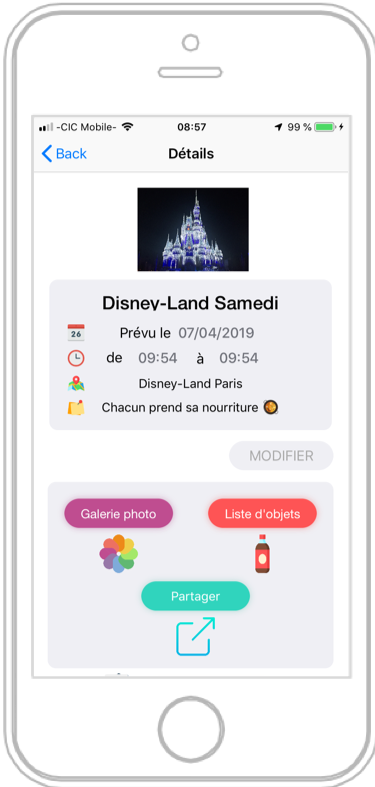 -CIC Mobile- 08:57 99 %
Back Détails
Disney-Land Samedi
26 Prévu le 07/04/2019
de 09:54 à 09:54
Disney-Land Paris
Chacun prend sa nourriture 🥘
MODIFIER
Galerie photo Liste d'objets
Partager